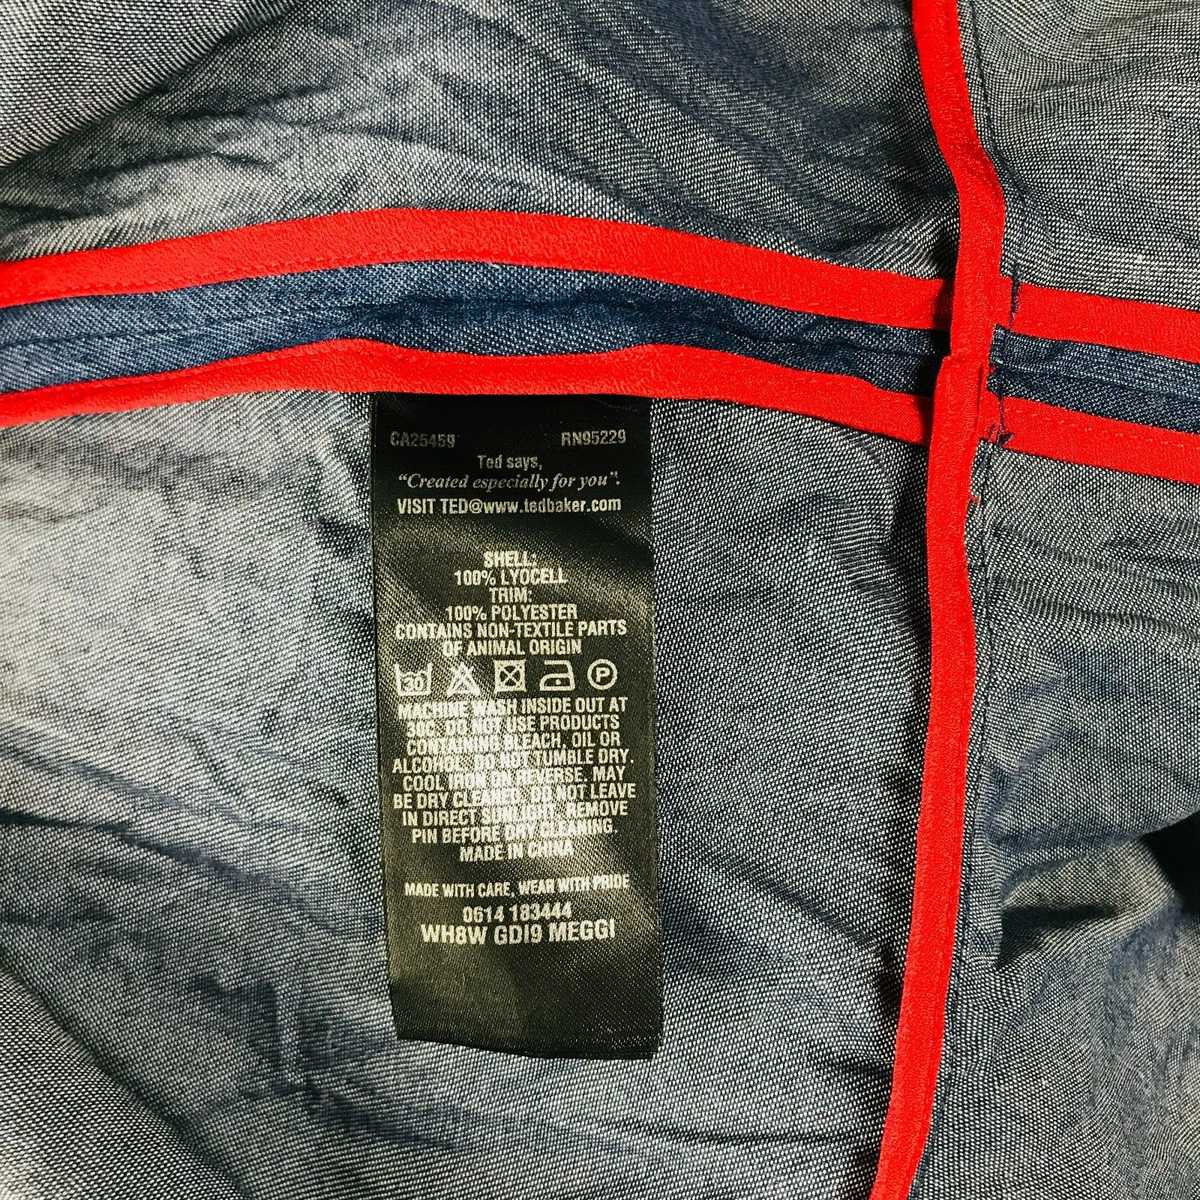 CA25459 RN95229
Ted says,
“Created especially for you”.
VISIT TED@www.tedbaker.com
SHELL:
100% LYOCELL
TRIM:
100% POLYESTER
CONTAINS NON-TEXTILE PARTS
OF ANIMAL ORIGIN
30 P
MACHINE WASH INSIDE OUT AT
30C. DO NOT USE PRODUCTS
CONTAINING BLEACH, OIL OR
ALCOHOL. DO NOT TUMBLE DRY.
COOL IRON ON REVERSE. MAY
BE DRY CLEANED. DO NOT LEAVE
IN DIRECT SUNLIGHT. REMOVE
PIN BEFORE DRY CLEANING.
MADE IN CHINA
MADE WITH CARE, WEAR WITH PRIDE
0614 183444
WH8W GDI9 MEGGI